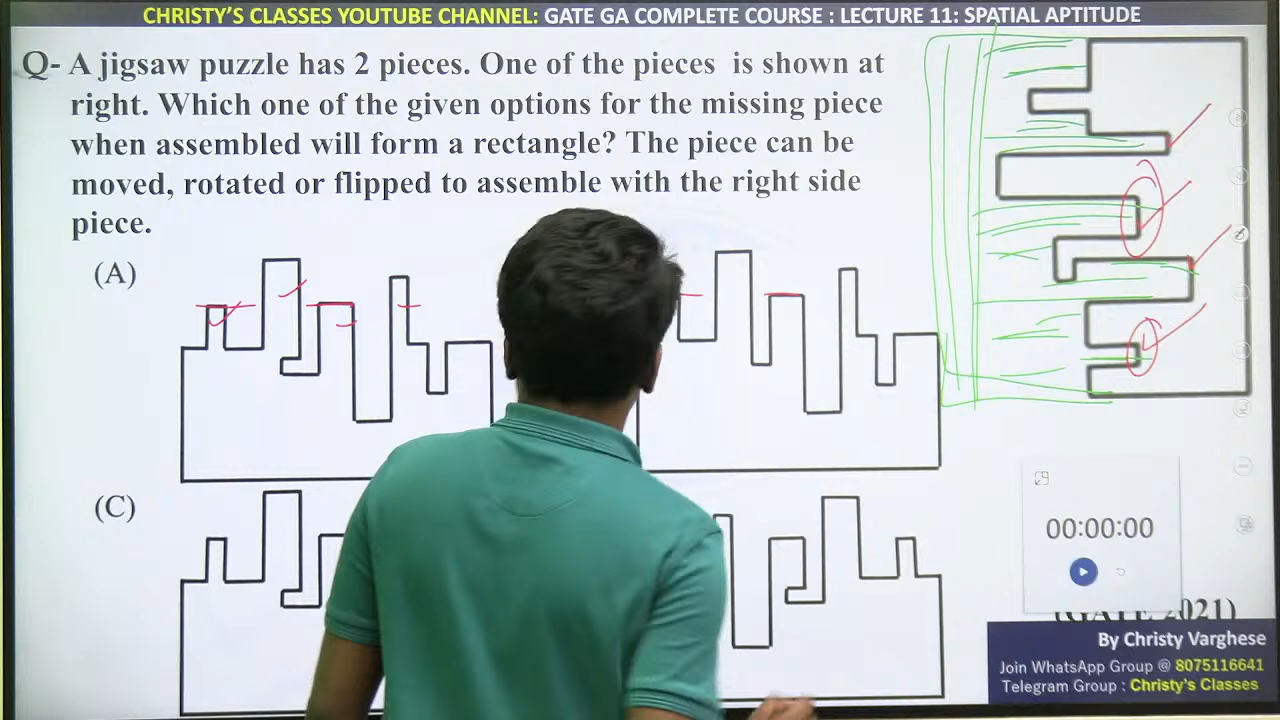 CHRISTY'S CLASSES YOUTUBE CHANNEL: GATE GA COMPLETE COURSE : LECTURE 11: SPATIAL APTITUDE
Q- A jigsaw puzzle has 2 pieces. One of the pieces is shown at
right. Which one of the given options for the missing piece
when assembled will form a rectangle? The piece can be
moved, rotated or flipped to assemble with the right side
piece.
(A)
(C)
00:00:00
(GATE 2021)
By Christy Varghese
Join WhatsApp Group @ 8075116641
Telegram Group : Christy's Classes